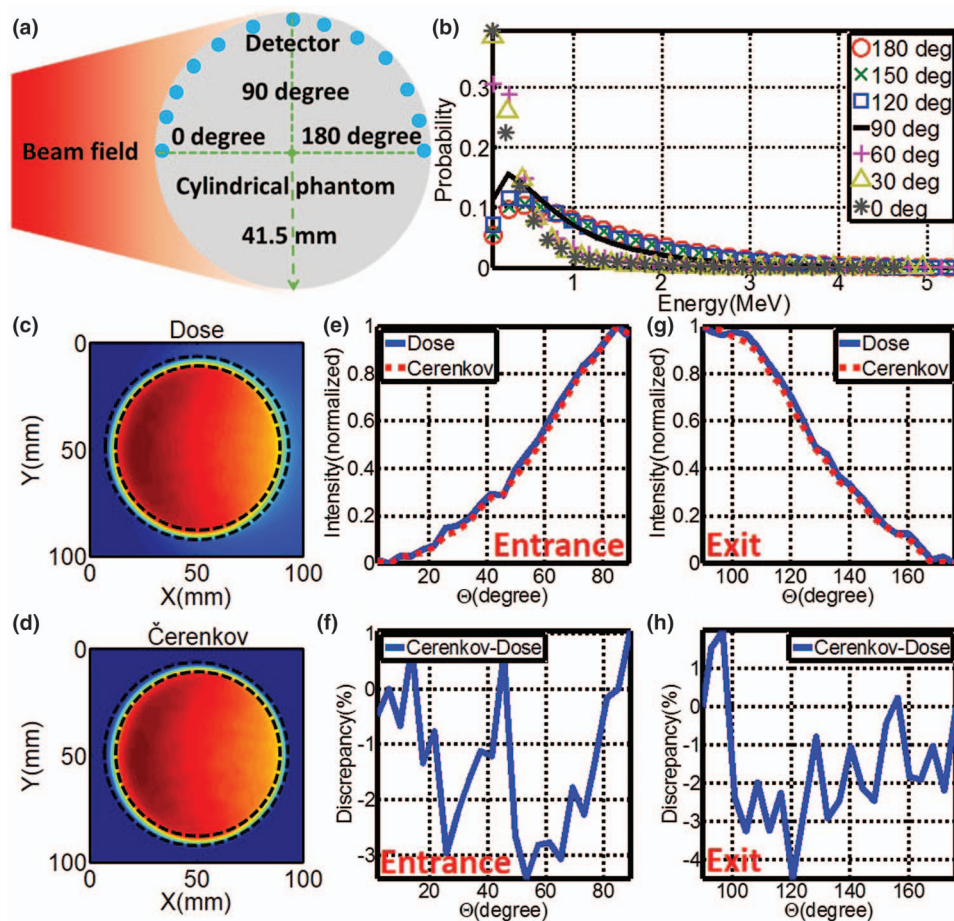 (a)
Detector
90 degree
0 degree 180 degree
Beam field
Cylindrical phantom
41.5 mm
(b)
Probability
0.3
0.2
0.1
0
1 2 3 4 5
Energy(MeV)
180 deg
150 deg
120 deg
90 deg
60 deg
30 deg
0 deg
(c)
Dose
Y(mm)
0
50
100
0 50 100
X(mm)
(e)
Dose
Cerenkov
Intensity(normalized)
1
0.8
0.6
0.4
0.2
0
20 40 60 80
Θ(degree)
Entrance
(g)
Dose
Cerenkov
Intensity(normalized)
1
0.8
0.6
0.4
0.2
0
100 120 140 160
Θ(degree)
Exit
(d)
Čerenkov
Y(mm)
0
50
100
0 50 100
X(mm)
(f)
Cerenkov-Dose
Discrepancy(%)
1
0
-1
-2
-3
20 40 60 80
Θ(degree)
Entrance
(h)
Cerenkov-Dose
Discrepancy(%)
1
0
-1
-2
-3
-4
100 120 140 160
Θ(degree)
Exit